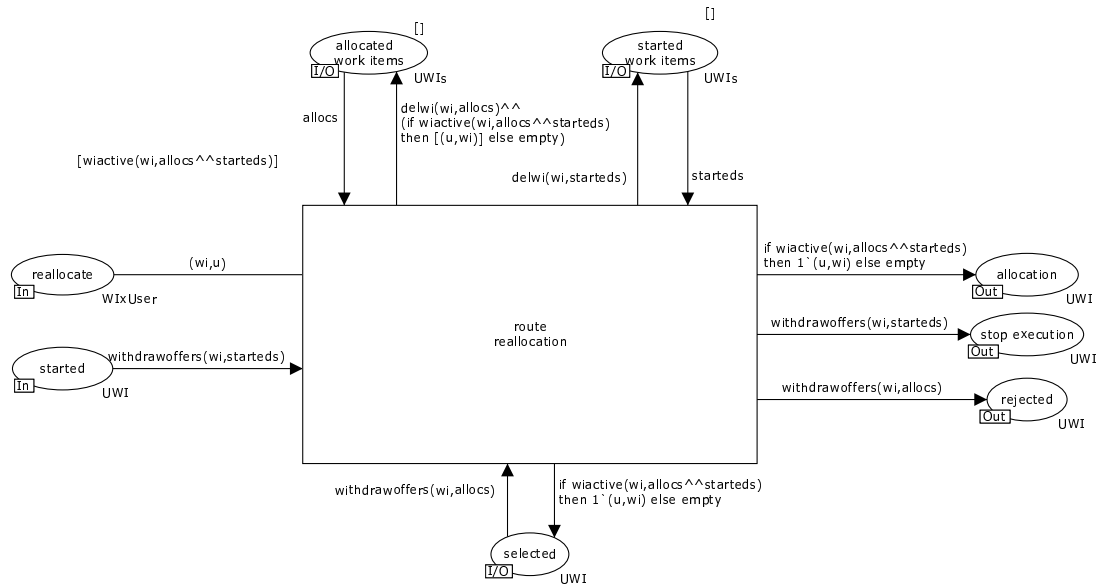 []
[]
allocated
work items
I/O
UWIs
started
work items
I/O
UWIs
allocs
delwi(wi,allocs)^^
(if wiactive(wi,allocs^^starteds)
then [(u,wi)] else empty)
[wiactive(wi,allocs^^starteds)]
delwi(wi,starteds)
starteds
reallocate
In
WIxUser
(wi,u)
if wiactive(wi,allocs^^starteds)
then 1`(u,wi) else empty
allocation
Out
UWI
route
reallocation
withdrawoffers(wi,starteds)
stop execution
Out
UWI
started
In
UWI
withdrawoffers(wi,starteds)
withdrawoffers(wi,allocs)
rejected
Out
UWI
withdrawoffers(wi,allocs)
if wiactive(wi,allocs^^starteds)
then 1`(u,wi) else empty
selected
I/O
UWI